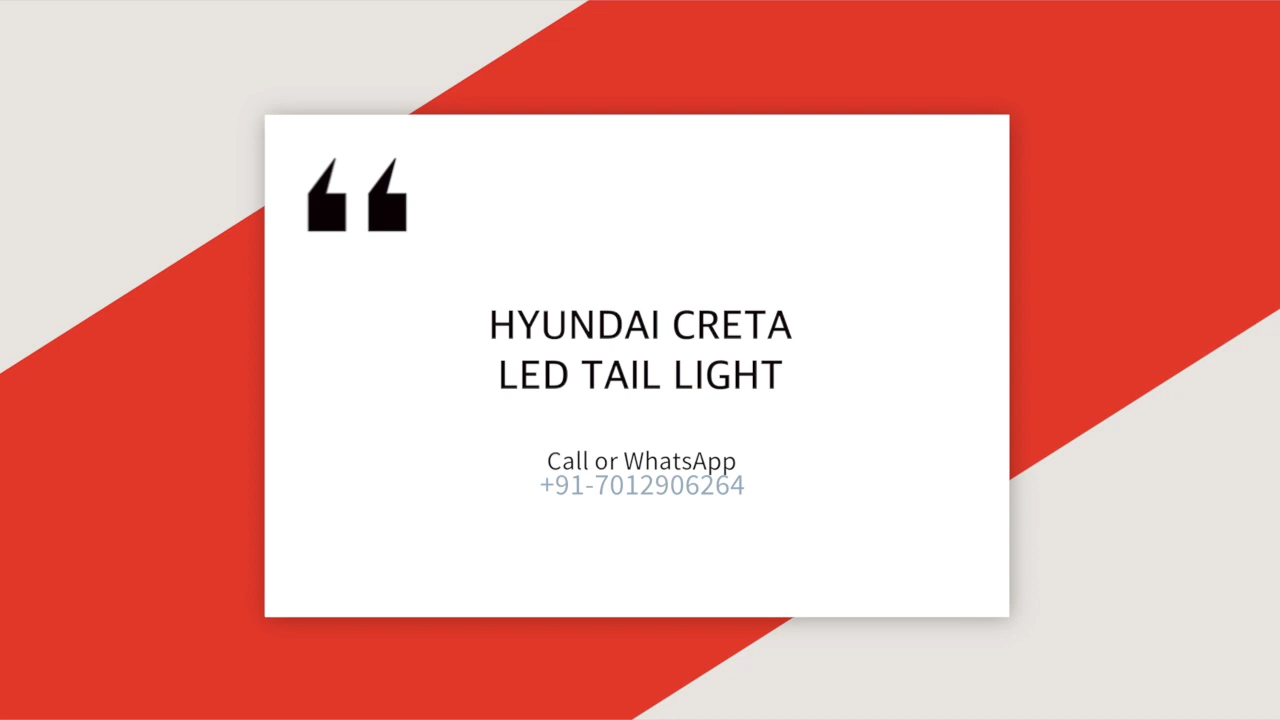 “
HYUNDAI CRETA
LED TAIL LIGHT
Call or WhatsApp
+91-7012906264